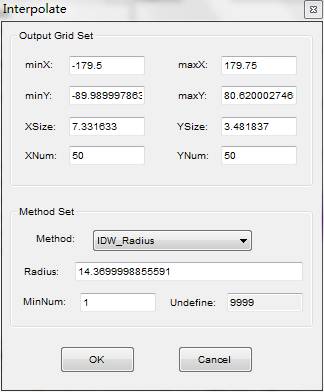 Interpolate
Output Grid Set
minX: -179.5 maxX: 179.75
minY: -89.989997863 maxY: 80.620002746
XSize: 7.331633 YSize: 3.481837
XNum: 50 YNum: 50
Method Set
Method: IDW_Radius
Radius: 14.3699998855591
MinNum: 1 Undefine: 9999
OK Cancel